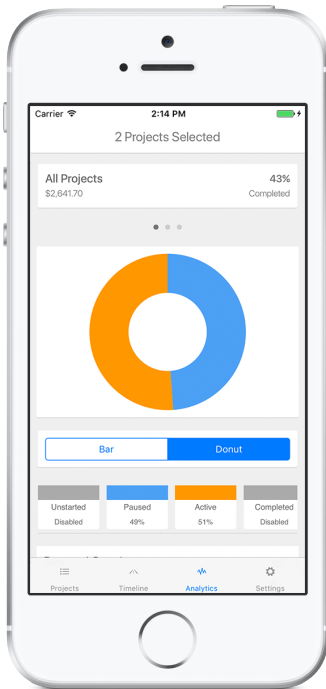 Carrier 2:14 PM
2 Projects Selected
All Projects 43%
$2,641.70 Completed
Bar Donut
Unstarted Paused Active Completed
Disabled 49% 51% Disabled
Projects Timeline Analytics Settings